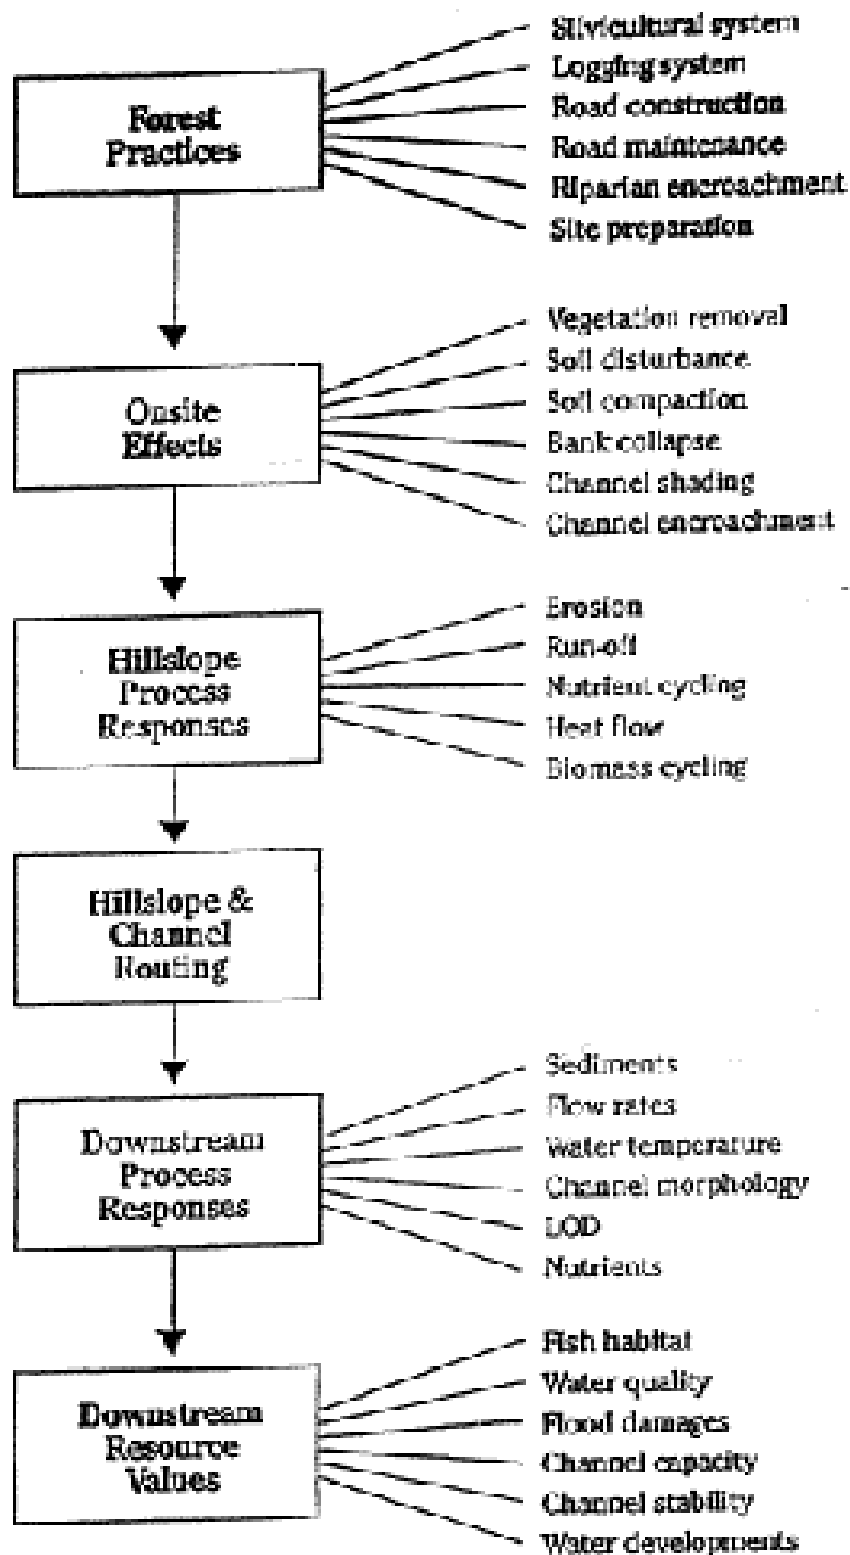 Forest
Practices
Silvicultural system
Logging system
Road construction
Road maintenance
Riparian encroachment
Site preparation
Onsite
Effects
Vegetation removal
Soil disturbance
Soil compaction
Bank collapse
Channel shading
Channel encroachment
Hillslope
Process
Responses
Erosion
Run-off
Nutrient cycling
Heat flow
Biomass cycling
Hillslope &
Channel
Routing
Downstream
Process
Responses
Sediments
Flow rates
Water temperature
Channel morphology
LOD
Nutrients
Downstream
Resource
Values
Fish habitat
Water quality
Flood damages
Channel capacity
Channel stability
Water developments